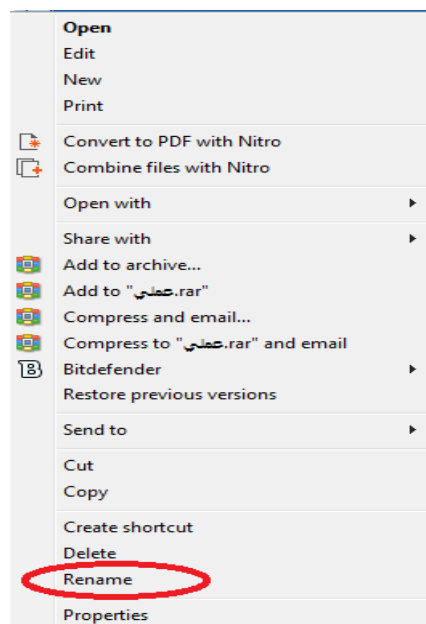 Open
Edit
New
Print
Convert to PDF with Nitro
Combine files with Nitro
Open with
Share with
Add to archive...
Add to "عملي.rar"
Compress and email...
Compress to "عملي.rar" and email
Bitdefender
Restore previous versions
Send to
Cut
Copy
Create shortcut
Delete
Rename
Properties